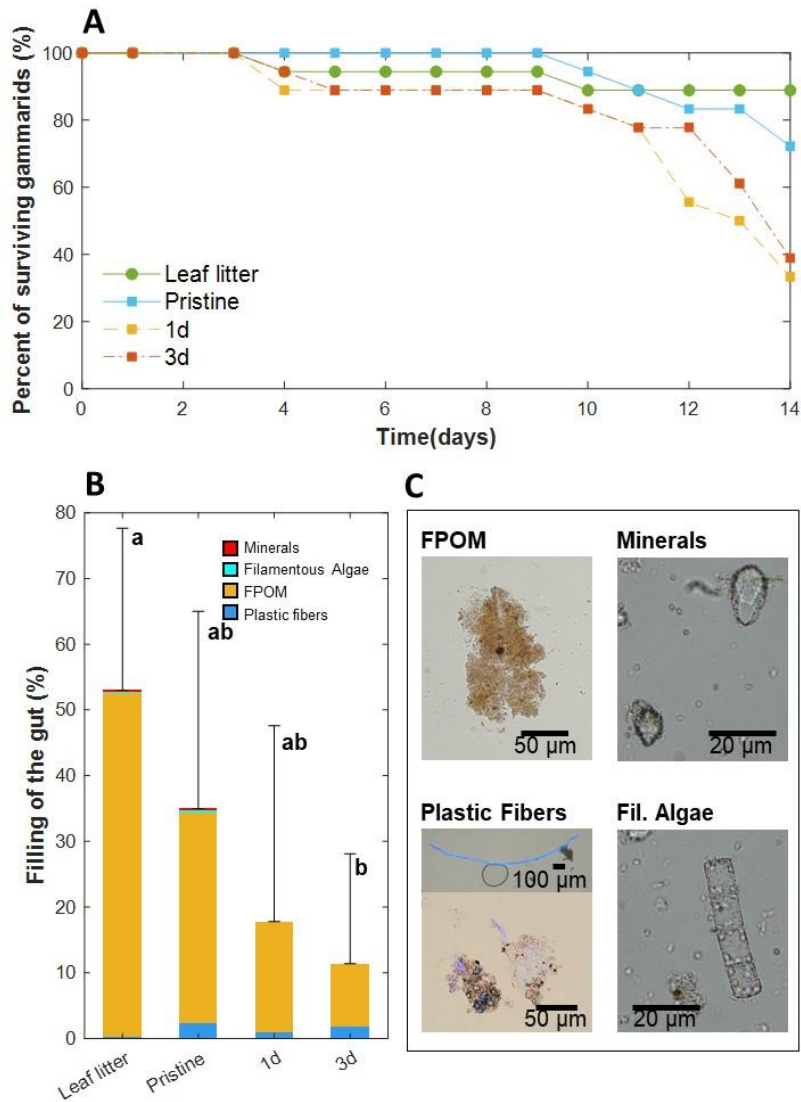 A
Percent of surviving gammarids (%)
100
80
60
40
20
0
Leaf litter
Pristine
1d
3d
0 2 4 6 8 10 12 14
Time(days)
B
Filling of the gut (%)
80
70
60
50
40
30
20
10
0
a
ab
ab
b
Minerals
Filamentous Algae
FPOM
Plastic fibers
Leaf litter Pristine 1d 3d
C
FPOM
50 µm
Minerals
20 µm
Plastic Fibers
100 µm
50 µm
Fil. Algae
20 µm